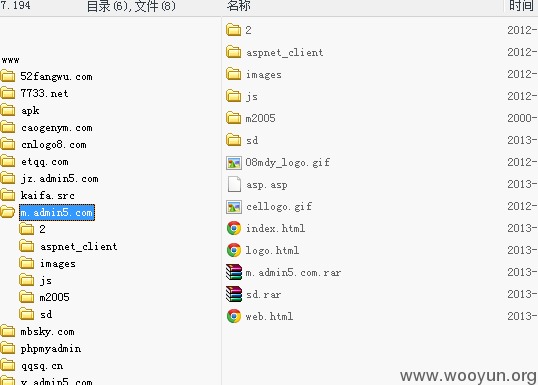 7.194 目录(6),文件(8) 名称 时间
www
52fangwu.com
7733.net
apk
caogenym.com
cnlogo8.com
etqq.com
jz.admin5.com
kaifa.src
m.admin5.com
2
aspnet_client
images
js
m2005
sd
mbsky.com
phpmyadmin
qqsq.cn
v.admin5.com
2 2012-
aspnet_client 2012-
images 2012-
js 2012-
m2005 2000-
sd 2013-
08mdy_logo.gif 2012-
asp.asp 2013-
cellogo.gif 2012-
index.html 2013-
logo.html 2013-
m.admin5.com.rar 2013-
sd.rar 2013-
web.html 2013-
www.wooyun.org